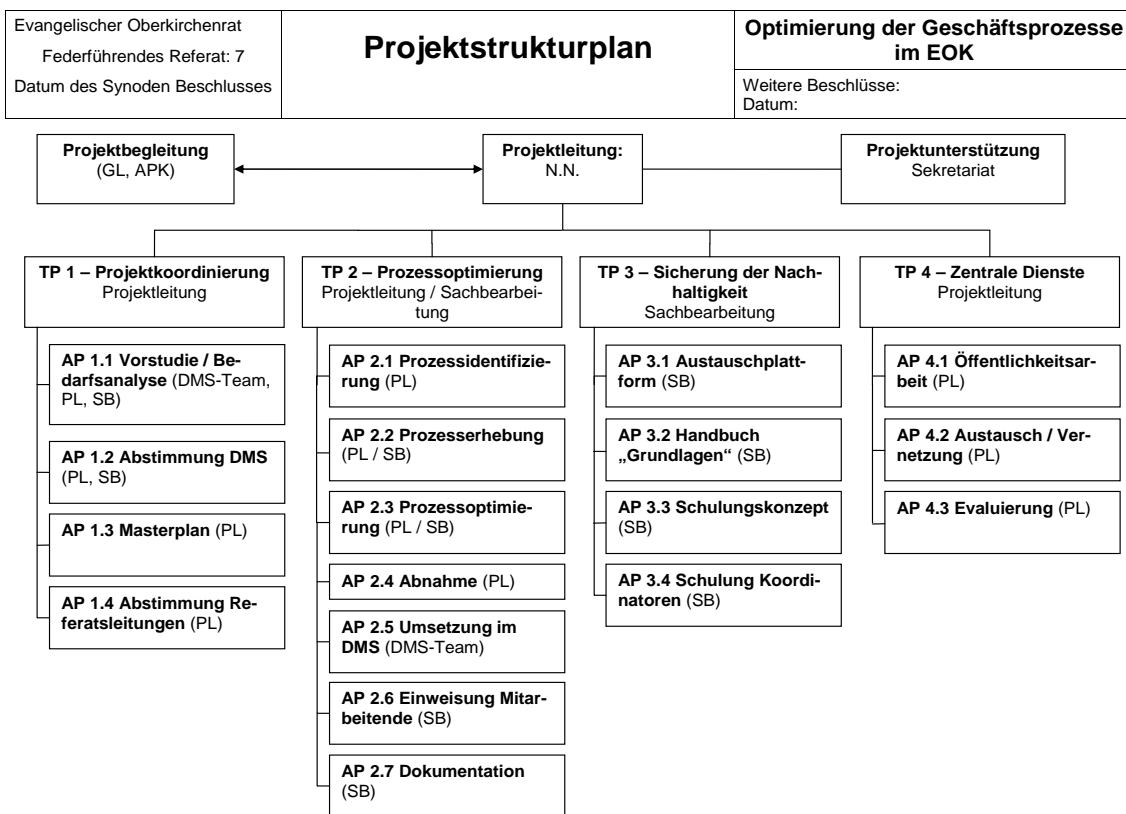 Evangelischer Oberkirchenrat
Federführendes Referat: 7
Datum des Synoden Beschlusses
Projektstrukturplan
Optimierung der Geschäftsprozesse
im EOK
Weitere Beschlüsse:
Datum:
Projektbegleitung
(GL, APK)
Projektleitung:
N.N.
Projektunterstützung
Sekretariat
TP 1 – Projektkoordinierung
Projektleitung
AP 1.1 Vorstudie / Be-
darfsanalyse (DMS-Team,
PL, SB)
AP 1.2 Abstimmung DMS
(PL, SB)
AP 1.3 Masterplan (PL)
AP 1.4 Abstimmung Re-
feratsleitungen (PL)
TP 2 – Prozessoptimierung
Projektleitung / Sachbearbei-
tung
AP 2.1 Prozessidentifizie-
rung (PL)
AP 2.2 Prozesserhebung
(PL / SB)
AP 2.3 Prozessoptimie-
rung (PL / SB)
AP 2.4 Abnahme (PL)
AP 2.5 Umsetzung im
DMS (DMS-Team)
AP 2.6 Einweisung Mitar-
beitende (SB)
AP 2.7 Dokumentation
(SB)
TP 3 – Sicherung der Nach-
haltigkeit
Sachbearbeitung
AP 3.1 Austauschplatt-
form (SB)
AP 3.2 Handbuch
„Grundlagen“ (SB)
AP 3.3 Schulungskonzept
(SB)
AP 3.4 Schulung Koordi-
natoren (SB)
TP 4 – Zentrale Dienste
Projektleitung
AP 4.1 Öffentlichkeitsar-
beit (PL)
AP 4.2 Austausch / Ver-
netzung (PL)
AP 4.3 Evaluierung (PL)